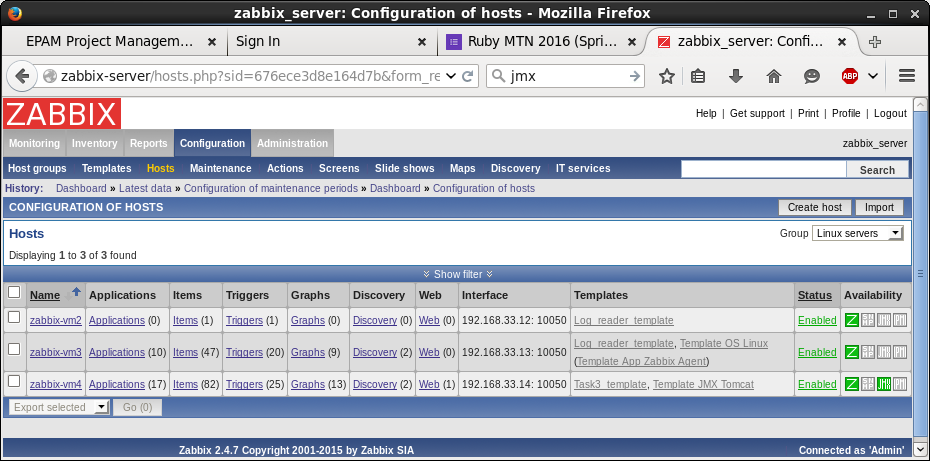 zabbix_server: Configuration of hosts - Mozilla Firefox
EPAM Project Managem... Sign In Ruby MTN 2016 (Spri... zabbix_server: Confi...
zabbix-server/hosts.php?sid=676ece3d8e164d7b&form_re jmx ABP
ZABBIX
Help | Get support | Print | Profile | Logout
Monitoring Inventory Reports Configuration Administration zabbix_server
Host groups Templates Hosts Maintenance Actions Screens Slide shows Maps Discovery IT services Search
History: Dashboard » Latest data » Configuration of maintenance periods » Dashboard » Configuration of hosts
CONFIGURATION OF HOSTS Create host Import
Hosts Group Linux servers
Displaying 1 to 3 of 3 found
Show filter
Name Applications Items Triggers Graphs Discovery Web Interface Templates Status Availability
zabbix-vm2 Applications (0) Items (1) Triggers (1) Graphs (0) Discovery (0) Web (0) 192.168.33.12: 10050 Log_reader_template Enabled Z SNMP JMX IPMI
zabbix-vm3 Applications (10) Items (47) Triggers (20) Graphs (9) Discovery (2) Web (0) 192.168.33.13: 10050 Log_reader_template, Template OS Linux (Template App Zabbix Agent) Enabled Z SNMP JMX IPMI
zabbix-vm4 Applications (17) Items (82) Triggers (25) Graphs (13) Discovery (2) Web (1) 192.168.33.14: 10050 Task3_template, Template JMX Tomcat Enabled Z SNMP JMX IPMI
Export selected Go (0)
Zabbix 2.4.7 Copyright 2001-2015 by Zabbix SIA Connected as 'Admin'